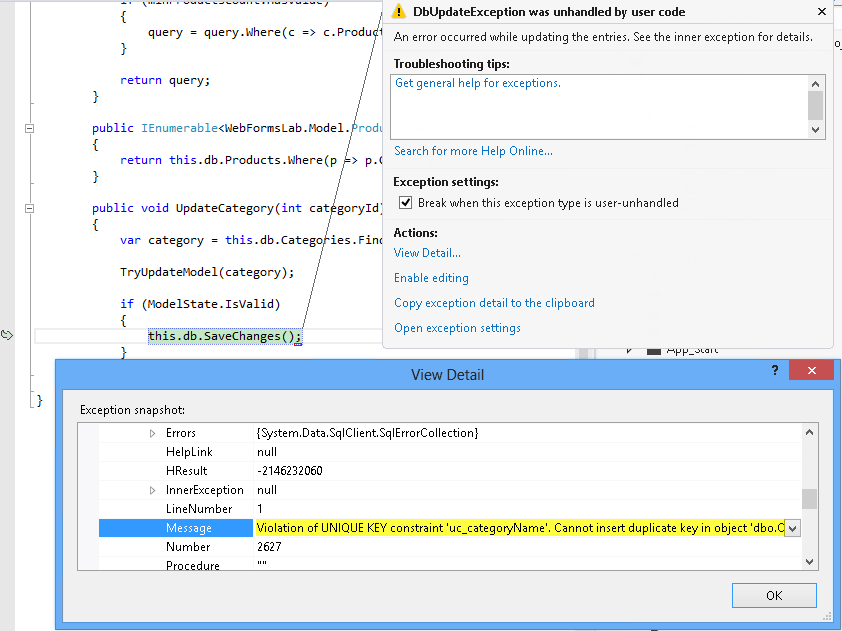 if (minProductsCount.HasValue)
{
query = query.Where(c => c.Product
}
return query;
}
public IEnumerable<WebFormsLab.Model.Produ
{
return this.db.Products.Where(p => p.C
}
public void UpdateCategory(int categoryId)
{
var category = this.db.Categories.Find
TryUpdateModel(category);
if (ModelState.IsValid)
{
this.db.SaveChanges();
}
}
DbUpdateException was unhandled by user code
An error occurred while updating the entries. See the inner exception for details.
Troubleshooting tips:
Get general help for exceptions.
Search for more Help Online...
Exception settings:
Break when this exception type is user-unhandled
Actions:
View Detail...
Enable editing
Copy exception detail to the clipboard
Open exception settings
App_Start
View Detail
?
Exception snapshot:
Errors {System.Data.SqlClient.SqlErrorCollection}
HelpLink null
HResult -2146232060
InnerException null
LineNumber 1
Message Violation of UNIQUE KEY constraint 'uc_categoryName'. Cannot insert duplicate key in object 'dbo.C
Number 2627
Procedure ""
OK